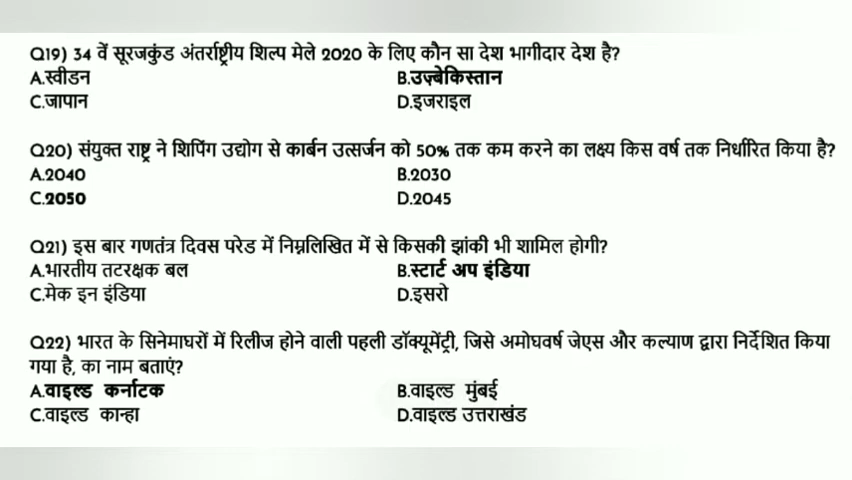 Q19) 34 वें सूरजकुंड अंतर्राष्ट्रीय शिल्प मेले 2020 के लिए कौन सा देश भागीदार देश है?
A.स्वीडन B.उज़्बेकिस्तान
C.जापान D.इजराइल
Q20) संयुक्त राष्ट्र ने शिपिंग उद्योग से कार्बन उत्सर्जन को 50% तक कम करने का लक्ष्य किस वर्ष तक निर्धारित किया है?
A.2040 B.2030
C.2050 D.2045
Q21) इस बार गणतंत्र दिवस परेड में निम्नलिखित में से किसकी झांकी भी शामिल होगी?
A.भारतीय तटरक्षक बल B.स्टार्ट अप इंडिया
C.मेक इन इंडिया D.इसरो
Q22) भारत के सिनेमाघरों में रिलीज होने वाली पहली डॉक्यूमेंट्री, जिसे अमोघवर्ष जेएस और कल्याण द्वारा निर्देशित किया
गया है, का नाम बताएं?
A.वाइल्ड कर्नाटक B.वाइल्ड मुंबई
C.वाइल्ड कान्हा D.वाइल्ड उत्तराखंड